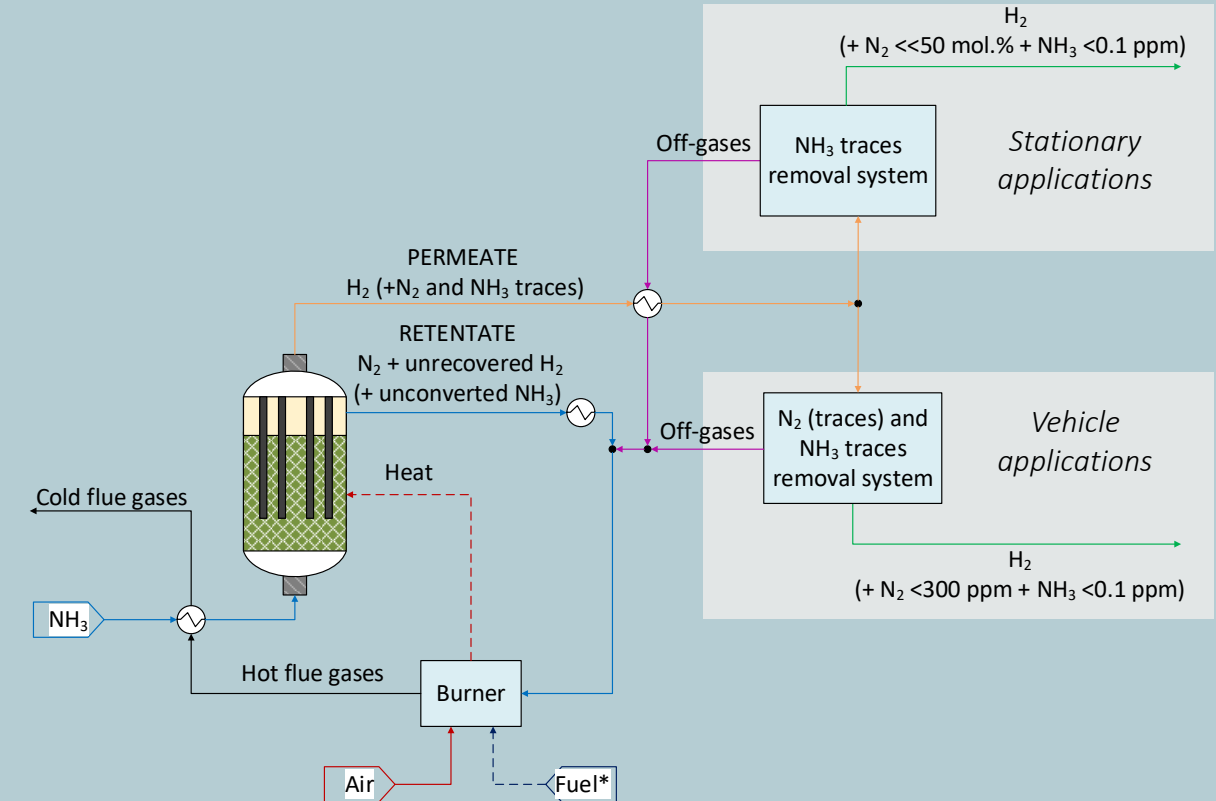 H₂
(+ N₂ <<50 mol.% + NH₃ <0.1 ppm)
Off-gases
NH₃ traces
removal system
Stationary
applications
PERMEATE
H₂ (+N₂ and NH₃ traces)
RETENTATE
N₂ + unrecovered H₂
(+ unconverted NH₃)
Off-gases
N₂ (traces) and
NH₃ traces
removal system
Vehicle
applications
Heat
Cold flue gases
H₂
(+ N₂ <300 ppm + NH₃ <0.1 ppm)
NH₃
Hot flue gases
Burner
Air
Fuel*